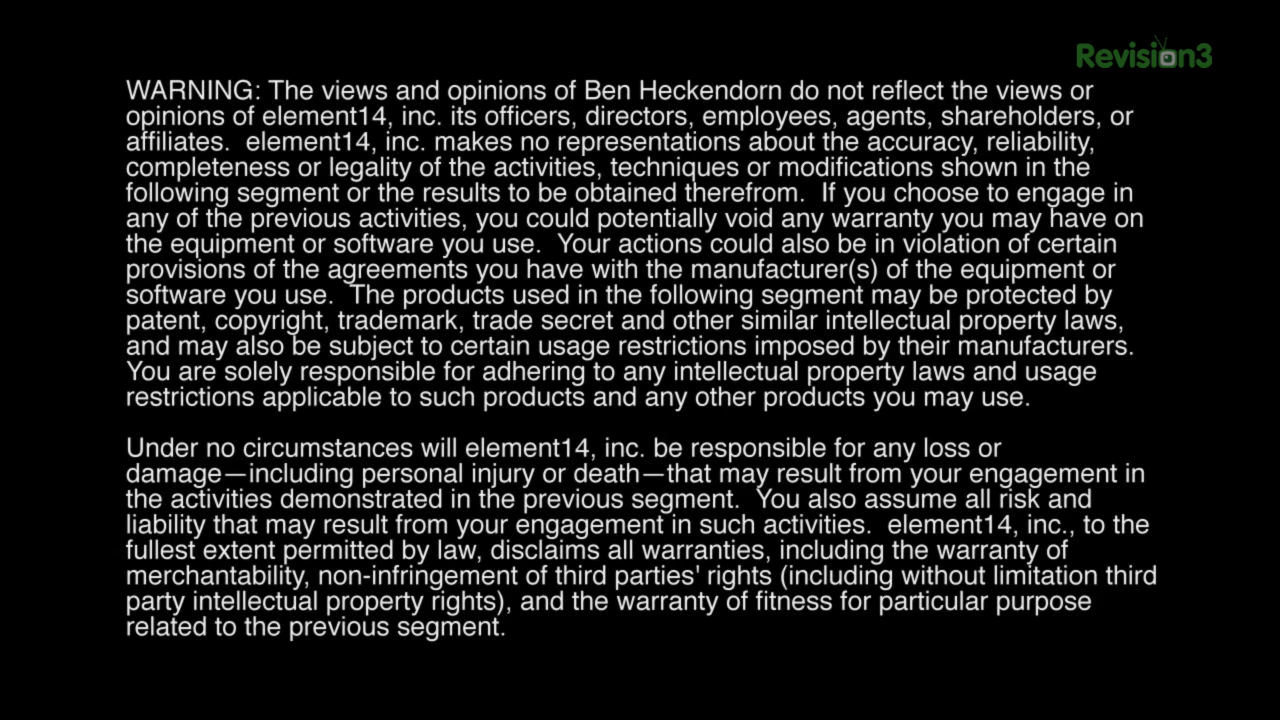 Revision3
WARNING: The views and opinions of Ben Heckendorn do not reflect the views or
opinions of element14, inc. its officers, directors, employees, agents, shareholders, or
affiliates.  element14, inc. makes no representations about the accuracy, reliability,
completeness or legality of the activities, techniques or modifications shown in the
following segment or the results to be obtained therefrom.  If you choose to engage in
any of the previous activities, you could potentially void any warranty you may have on
the equipment or software you use.  Your actions could also be in violation of certain
provisions of the agreements you have with the manufacturer(s) of the equipment or
software you use.  The products used in the following segment may be protected by
patent, copyright, trademark, trade secret and other similar intellectual property laws,
and may also be subject to certain usage restrictions imposed by their manufacturers.
You are solely responsible for adhering to any intellectual property laws and usage
restrictions applicable to such products and any other products you may use.
Under no circumstances will element14, inc. be responsible for any loss or
damage—including personal injury or death—that may result from your engagement in
the activities demonstrated in the previous segment.  You also assume all risk and
liability that may result from your engagement in such activities.  element14, inc., to the
fullest extent permitted by law, disclaims all warranties, including the warranty of
merchantability, non-infringement of third parties' rights (including without limitation third
party intellectual property rights), and the warranty of fitness for particular purpose
related to the previous segment.